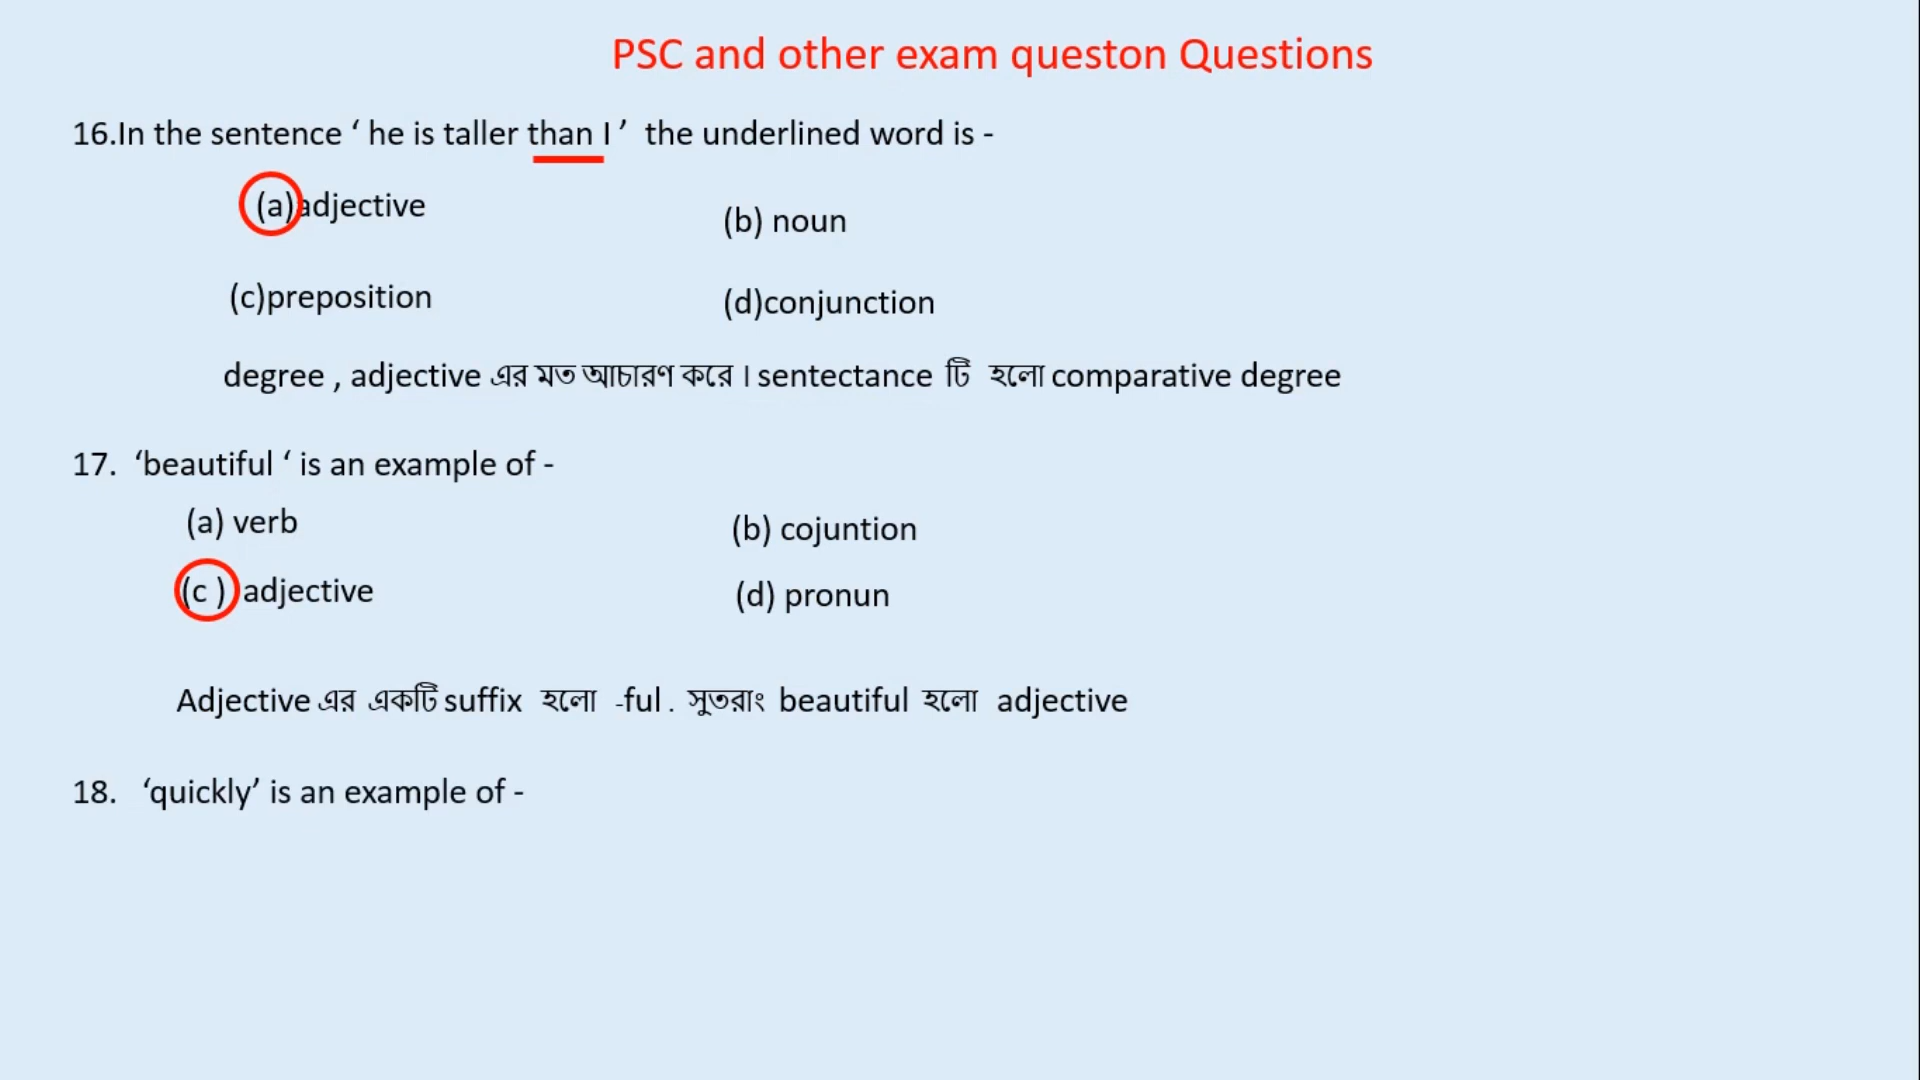 PSC and other exam queston Questions
16.In the sentence ‘ he is taller than I ’ the underlined word is -
(a)adjective
(b) noun
(c)preposition
(d)conjunction
degree , adjective এর মত আচারণ করে । sentectance টি হলো comparative degree
17. ‘beautiful ‘ is an example of -
(a) verb
(b) cojuntion
(c ) adjective
(d) pronun
Adjective এর একটি suffix হলো -ful . সুতরাং beautiful হলো adjective
18. ‘quickly’ is an example of -